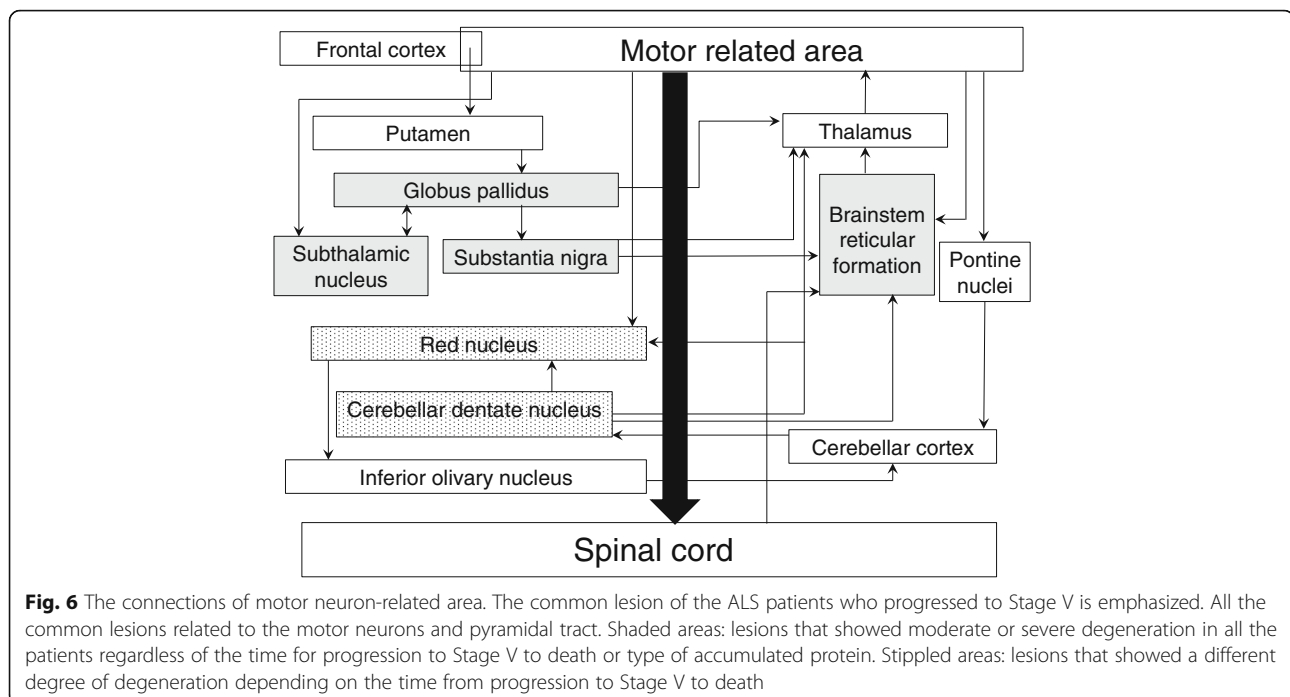 Frontal cortex
Motor related area
Putamen
Thalamus
Globus pallidus
Brainstem
reticular
formation
Subthalamic
nucleus
Substantia nigra
Pontine
nuclei
Red nucleus
Cerebellar dentate nucleus
Cerebellar cortex
Inferior olivary nucleus
Spinal cord
Fig. 6 The connections of motor neuron-related area. The common lesion of the ALS patients who progressed to Stage V is emphasized. All the
common lesions related to the motor neurons and pyramidal tract. Shaded areas: lesions that showed moderate or severe degeneration in all the
patients regardless of the time for progression to Stage V to death or type of accumulated protein. Stippled areas: lesions that showed a different
degree of degeneration depending on the time from progression to Stage V to death